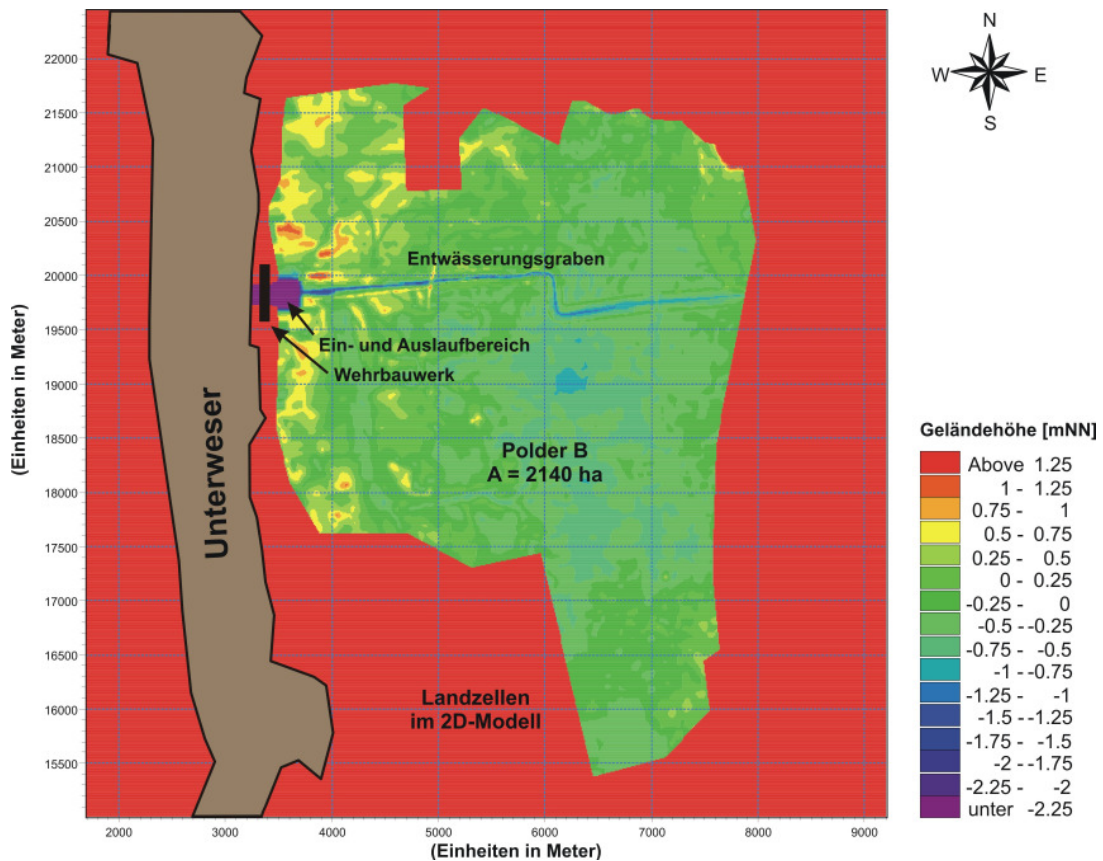 N
W E
S
22000
21500
21000
20500
20000
19500
19000
18500
18000
17500
17000
16500
16000
15500
(Einheiten in Meter)
Unterweser
Entwässerungsgraben
Ein- und Auslaufbereich
Wehrbauwerk
Polder B
A = 2140 ha
Landzellen
im 2D-Modell
2000 3000 4000 5000 6000 7000 8000 9000
(Einheiten in Meter)
Geländehöhe [mNN]
Above 1.25
1 - 1.25
0.75 - 1
0.5 - 0.75
0.25 - 0.5
0 - 0.25
-0.25 - 0
-0.5 - -0.25
-0.75 - -0.5
-1 - -0.75
-1.25 - -1
-1.5 - -1.25
-1.75 - -1.5
-2 - -1.75
-2.25 - -2
unter -2.25